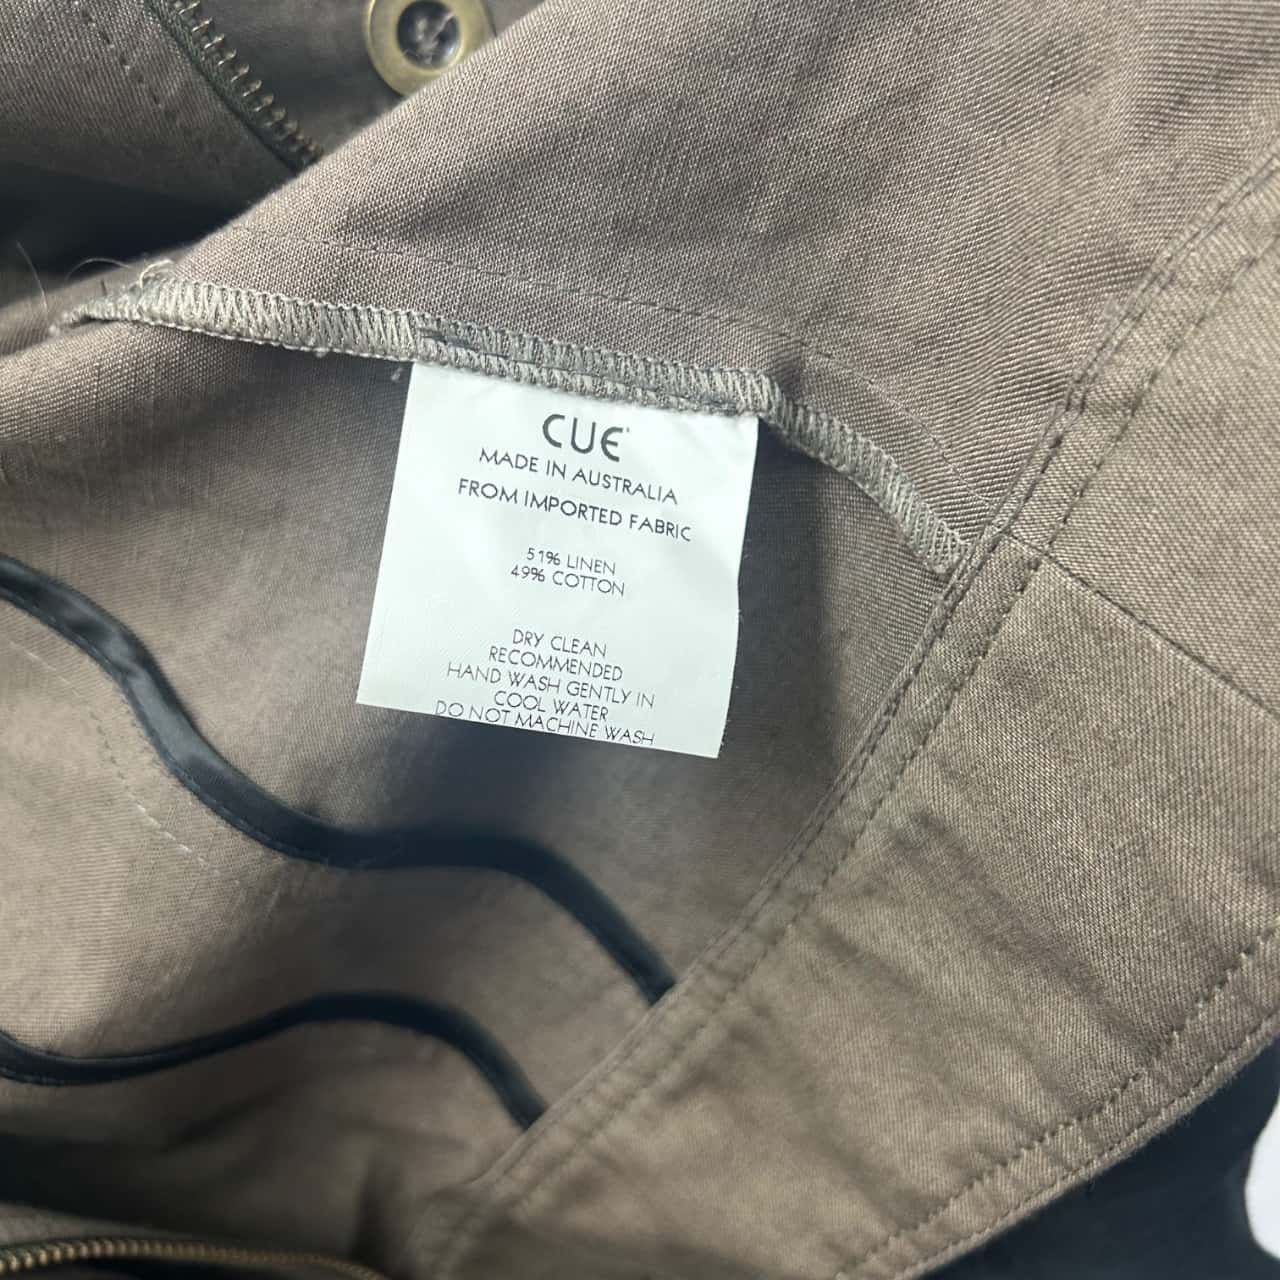 CUE
MADE IN AUSTRALIA
FROM IMPORTED FABRIC
51% LINEN
49% COTTON
DRY CLEAN
RECOMMENDED
HAND WASH GENTLY IN
COOL WATER
DO NOT MACHINE WASH